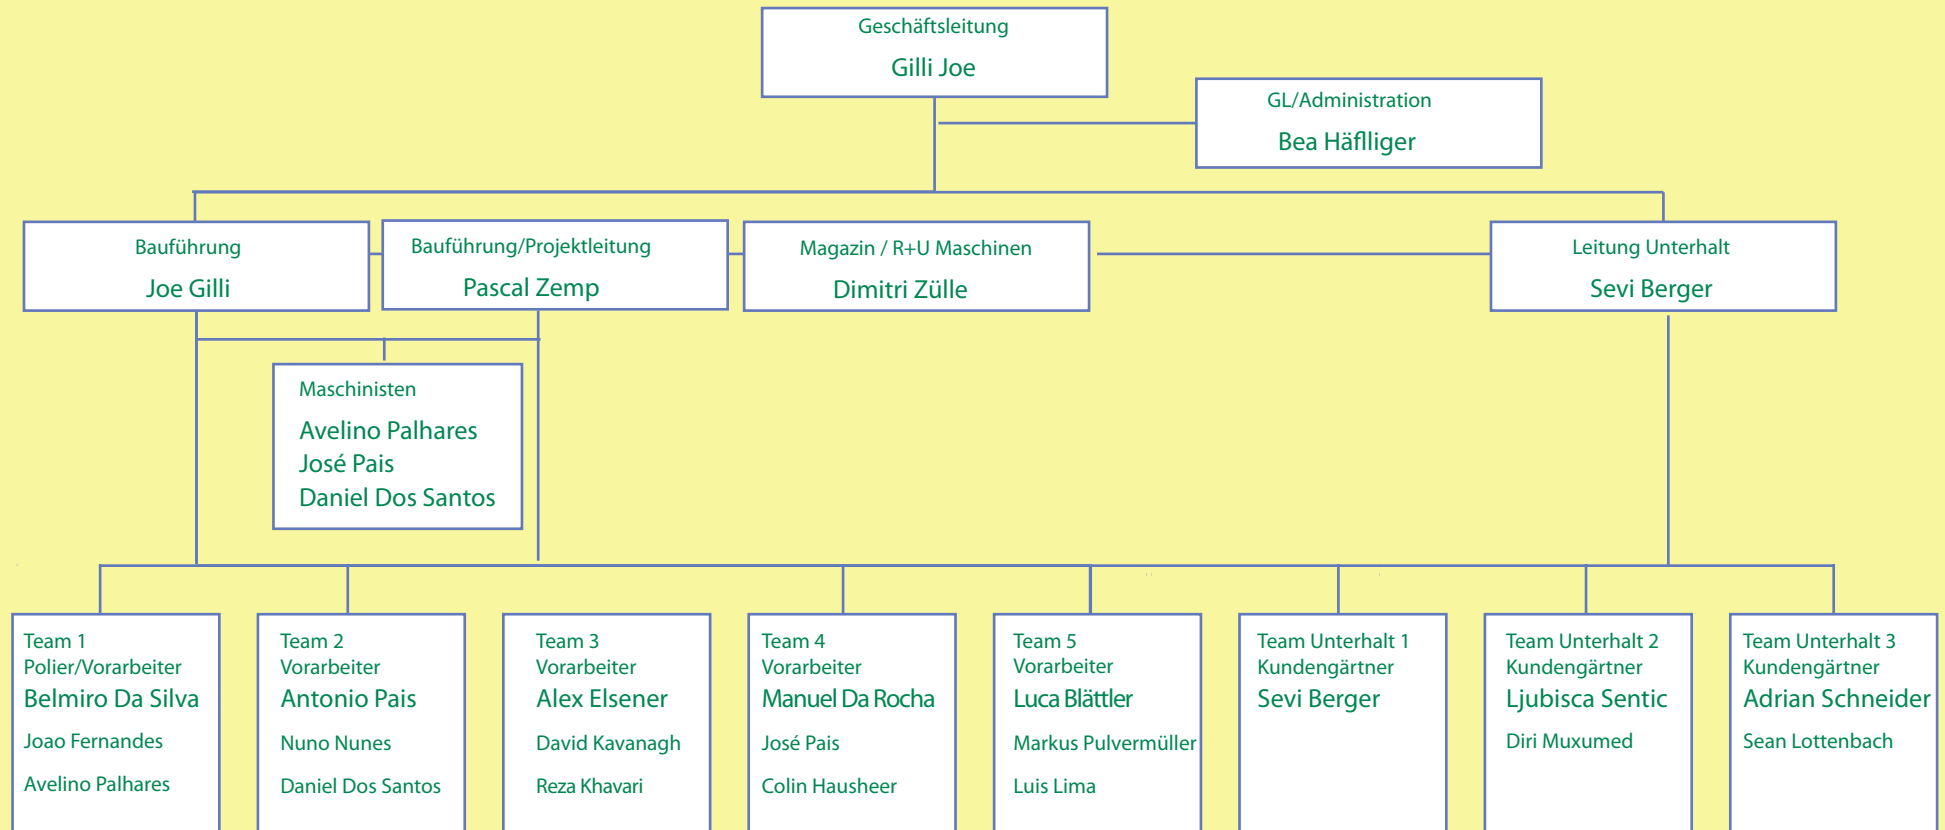 Geschäftsleitung
Gilli Joe
GL/Administration
Bea Häflliger
Bauführung
Joe Gilli
Bauführung/Projektleitung
Pascal Zemp
Magazin / R+U Maschinen
Dimitri Zülle
Leitung Unterhalt
Sevi Berger
Maschinisten
Avelino Palhares
José Pais
Daniel Dos Santos
Team 1
Polier/Vorarbeiter
Belmiro Da Silva
Joao Fernandes
Avelino Palhares
Team 2
Vorarbeiter
Antonio Pais
Nuno Nunes
Daniel Dos Santos
Team 3
Vorarbeiter
Alex Elsener
David Kavanagh
Reza Khavari
Team 4
Vorarbeiter
Manuel Da Rocha
José Pais
Colin Hausheer
Team 5
Vorarbeiter
Luca Blättler
Markus Pulvermüller
Luis Lima
Team Unterhalt 1
Kundengärtner
Sevi Berger
Team Unterhalt 2
Kundengärtner
Ljubisca Sentic
Diri Muxumed
Team Unterhalt 3
Kundengärtner
Adrian Schneider
Sean Lottenbach